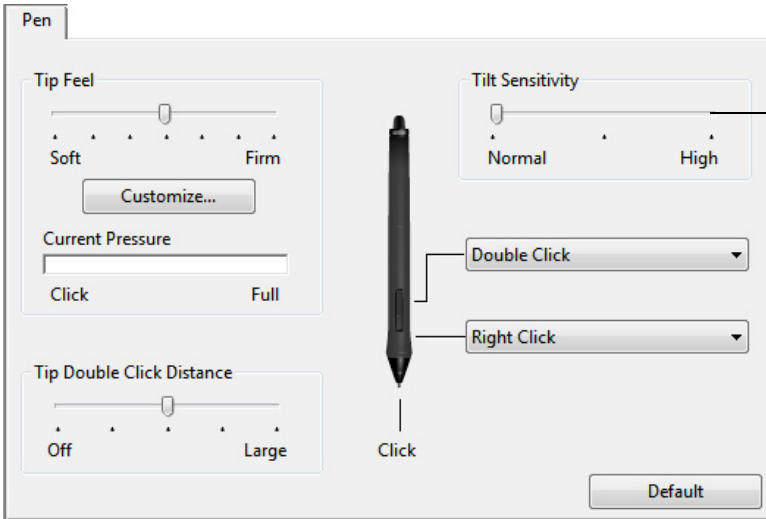 Pen
Tip Feel
Soft Firm
Customize...
Current Pressure
Click Full
Tip Double Click Distance
Off Large
Click
Tilt Sensitivity
Normal High
Double Click
Right Click
Default